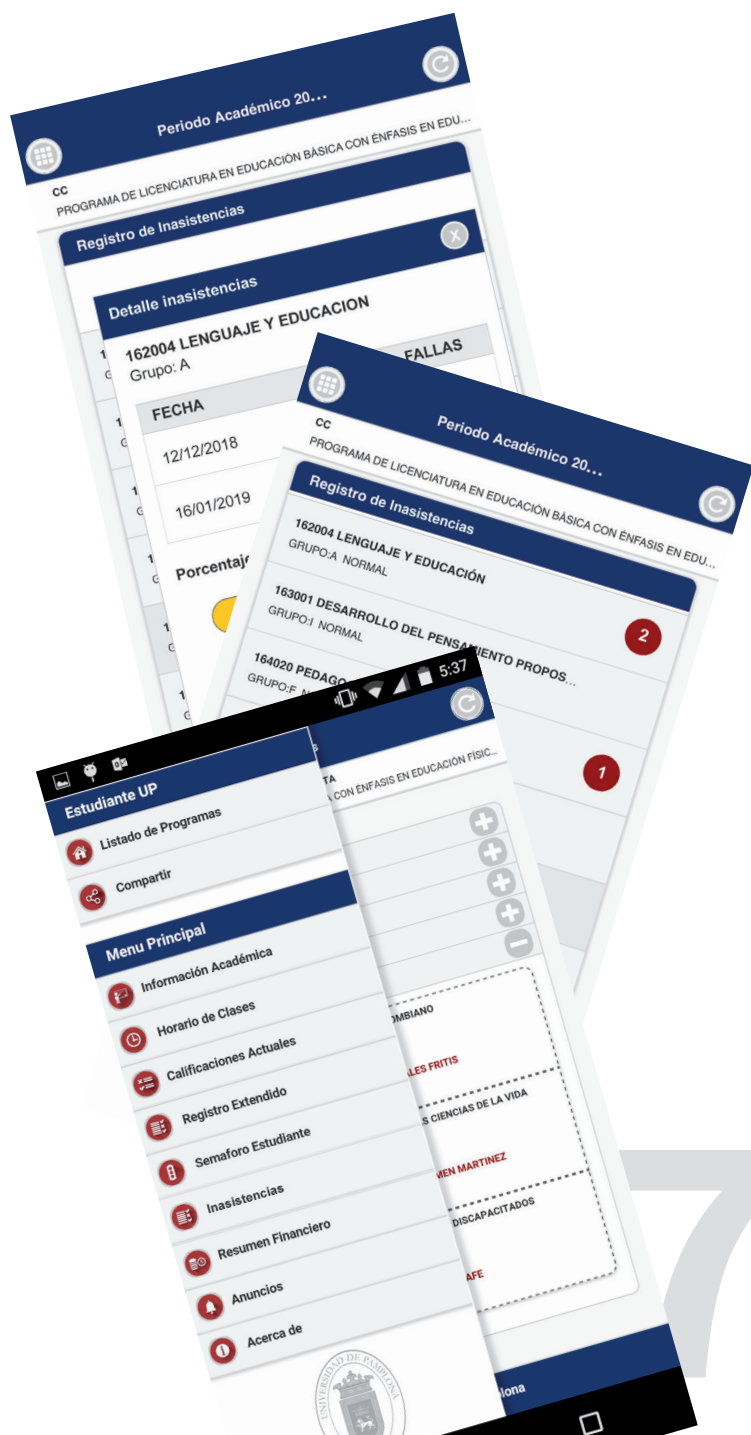 Periodo Académico 20...
CC
PROGRAMA DE LICENCIATURA EN EDUCACIÓN BÁSICA CON ÉNFASIS EN EDU...
Registro de Inasistencias
Detalle inasistencias
X
162004 LENGUAJE Y EDUCACION
Grupo: A
FECHA
FALLAS
12/12/2018
16/01/2019
Periodo Académico 20...
CC
PROGRAMA DE LICENCIATURA EN EDUCACIÓN BÁSICA CON ÉNFASIS EN EDU...
Registro de Inasistencias
162004 LENGUAJE Y EDUCACIÓN
GRUPO:A NORMAL
2
163001 DESARROLLO DEL PENSAMIENTO PROPOS...
GRUPO:I NORMAL
164020 PEDAGO
GRUPO:F
1
5:37
Estudiante UP
Listado de Programas
Compartir
Menu Principal
Información Académica
Horario de Clases
Calificaciones Actuales
Registro Extendido
Semaforo Estudiante
Inasistencias
Resumen Financiero
Anuncios
Acerca de
UNIVERSIDAD DE PAMPLONA
TA
CON ÉNFASIS EN EDUCACIÓN FÍSIC...
OMBIANO
ALES FRITIS
S CIENCIAS DE LA VIDA
MEN MARTINEZ
DISCAPACITADOS
AFE
lona
7